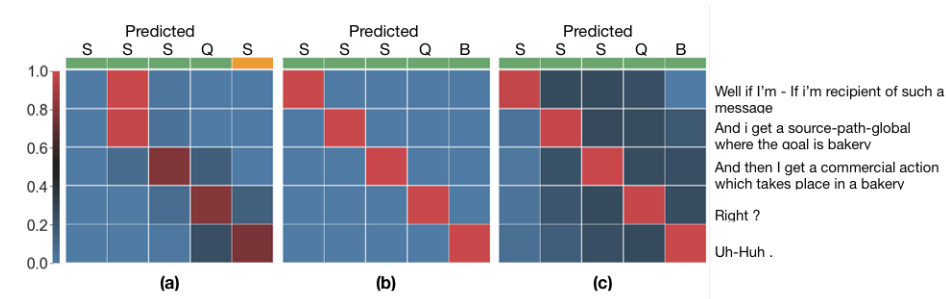 Predicted Predicted Predicted
S S S Q S S S S Q B S S S Q B
1.0
0.8
0.6
0.4
0.2
0.0
Well if I'm - If i'm recipient of such a
message
And i get a source-path-global
where the goal is bakery
And then I get a commercial action
which takes place in a bakery
Right ?
Uh-Huh .
(a) (b) (c)